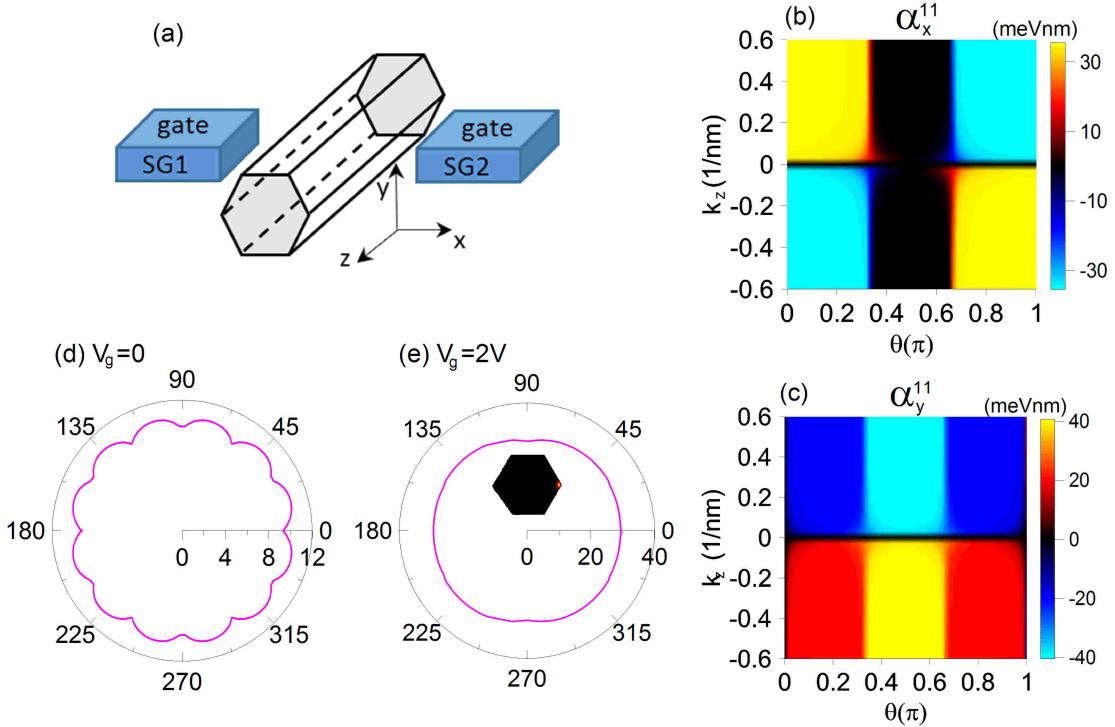 (a)
gate
SG1
gate
SG2
y
x
z
(b)
α_x^11
(meVnm)
0.6
0.4
0.2
0
-0.2
-0.4
-0.6
k_z (1/nm)
0 0.2 0.4 0.6 0.8 1
θ(π)
30
10
-10
-30
(d) V_g=0
90
135 45
180 0
0 4 8 12
225 315
270
(e) V_g=2V
90
135 45
180 0
0 20 40
225 315
270
(c)
α_y^11
(meVnm)
0.6
0.4
0.2
0
-0.2
-0.4
-0.6
k_z (1/nm)
0 0.2 0.4 0.6 0.8 1
θ(π)
40
20
0
-20
-40